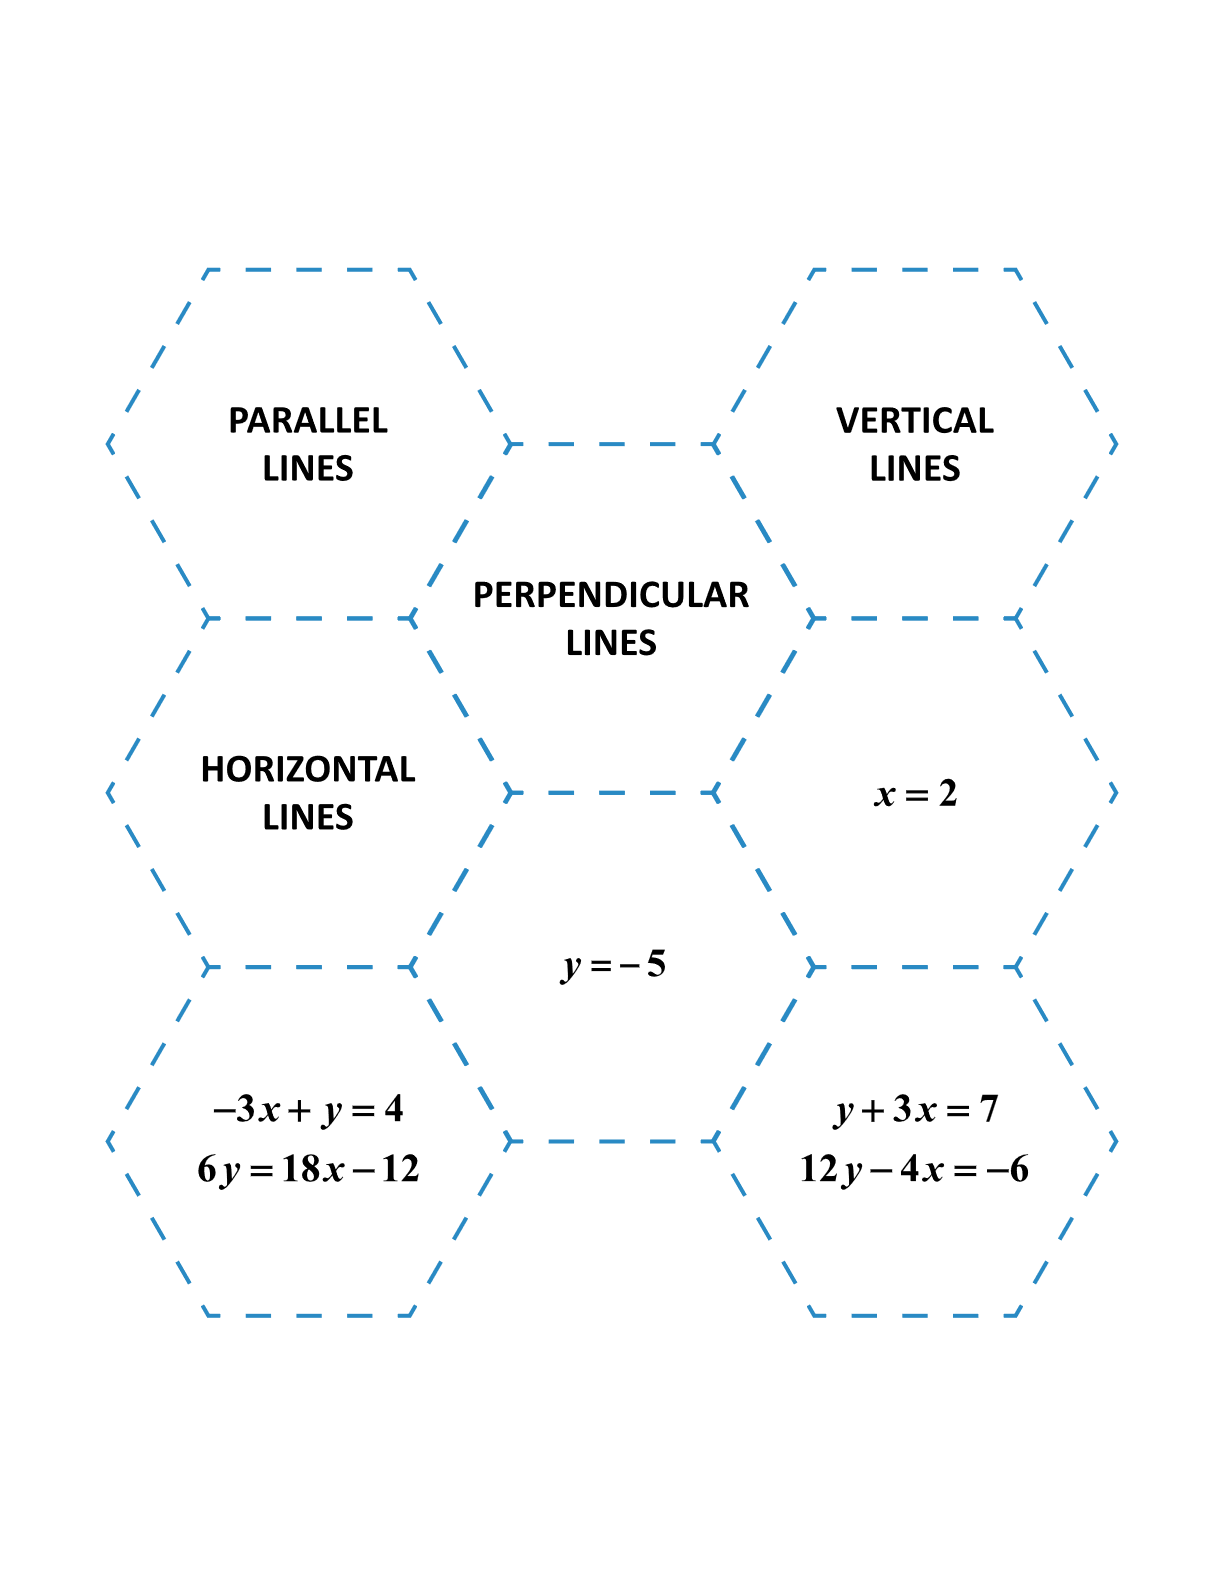 PARALLEL
LINES
VERTICAL
LINES
PERPENDICULAR
LINES
HORIZONTAL
LINES
x = 2
y = – 5
–3x + y = 4
6y = 18x – 12
y + 3x = 7
12y – 4x = –6